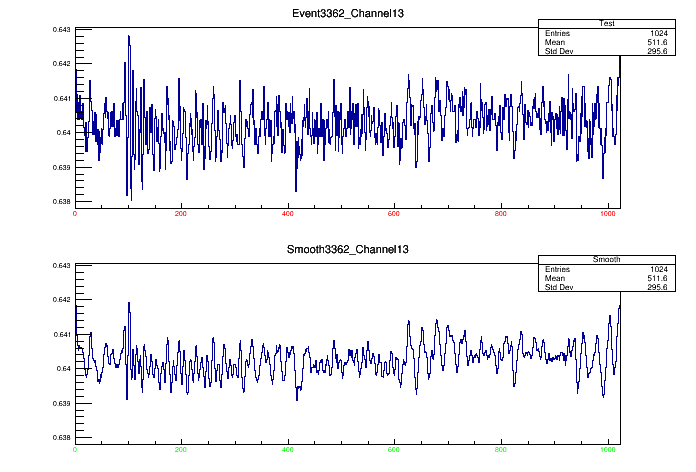 Event3362_Channel13
Test
Entries 1024
Mean 511.6
Std Dev 295.6
0.643
0.642
0.641
0.64
0.639
0.638
0 200 400 600 800 1000
Smooth3362_Channel13
Smooth
Entries 1024
Mean 511.6
Std Dev 295.6
0.643
0.642
0.641
0.64
0.639
0.638
0 200 400 600 800 1000